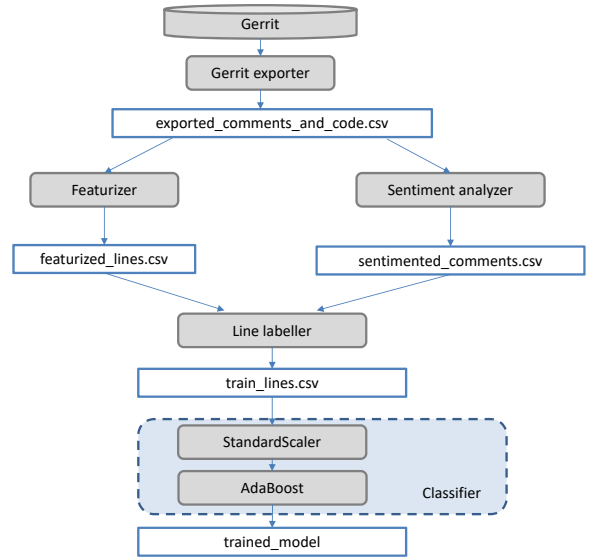 Gerrit
Gerrit exporter
exported_comments_and_code.csv
Featurizer
Sentiment analyzer
featurized_lines.csv
sentimented_comments.csv
Line labeller
train_lines.csv
StandardScaler
AdaBoost
Classifier
trained_model